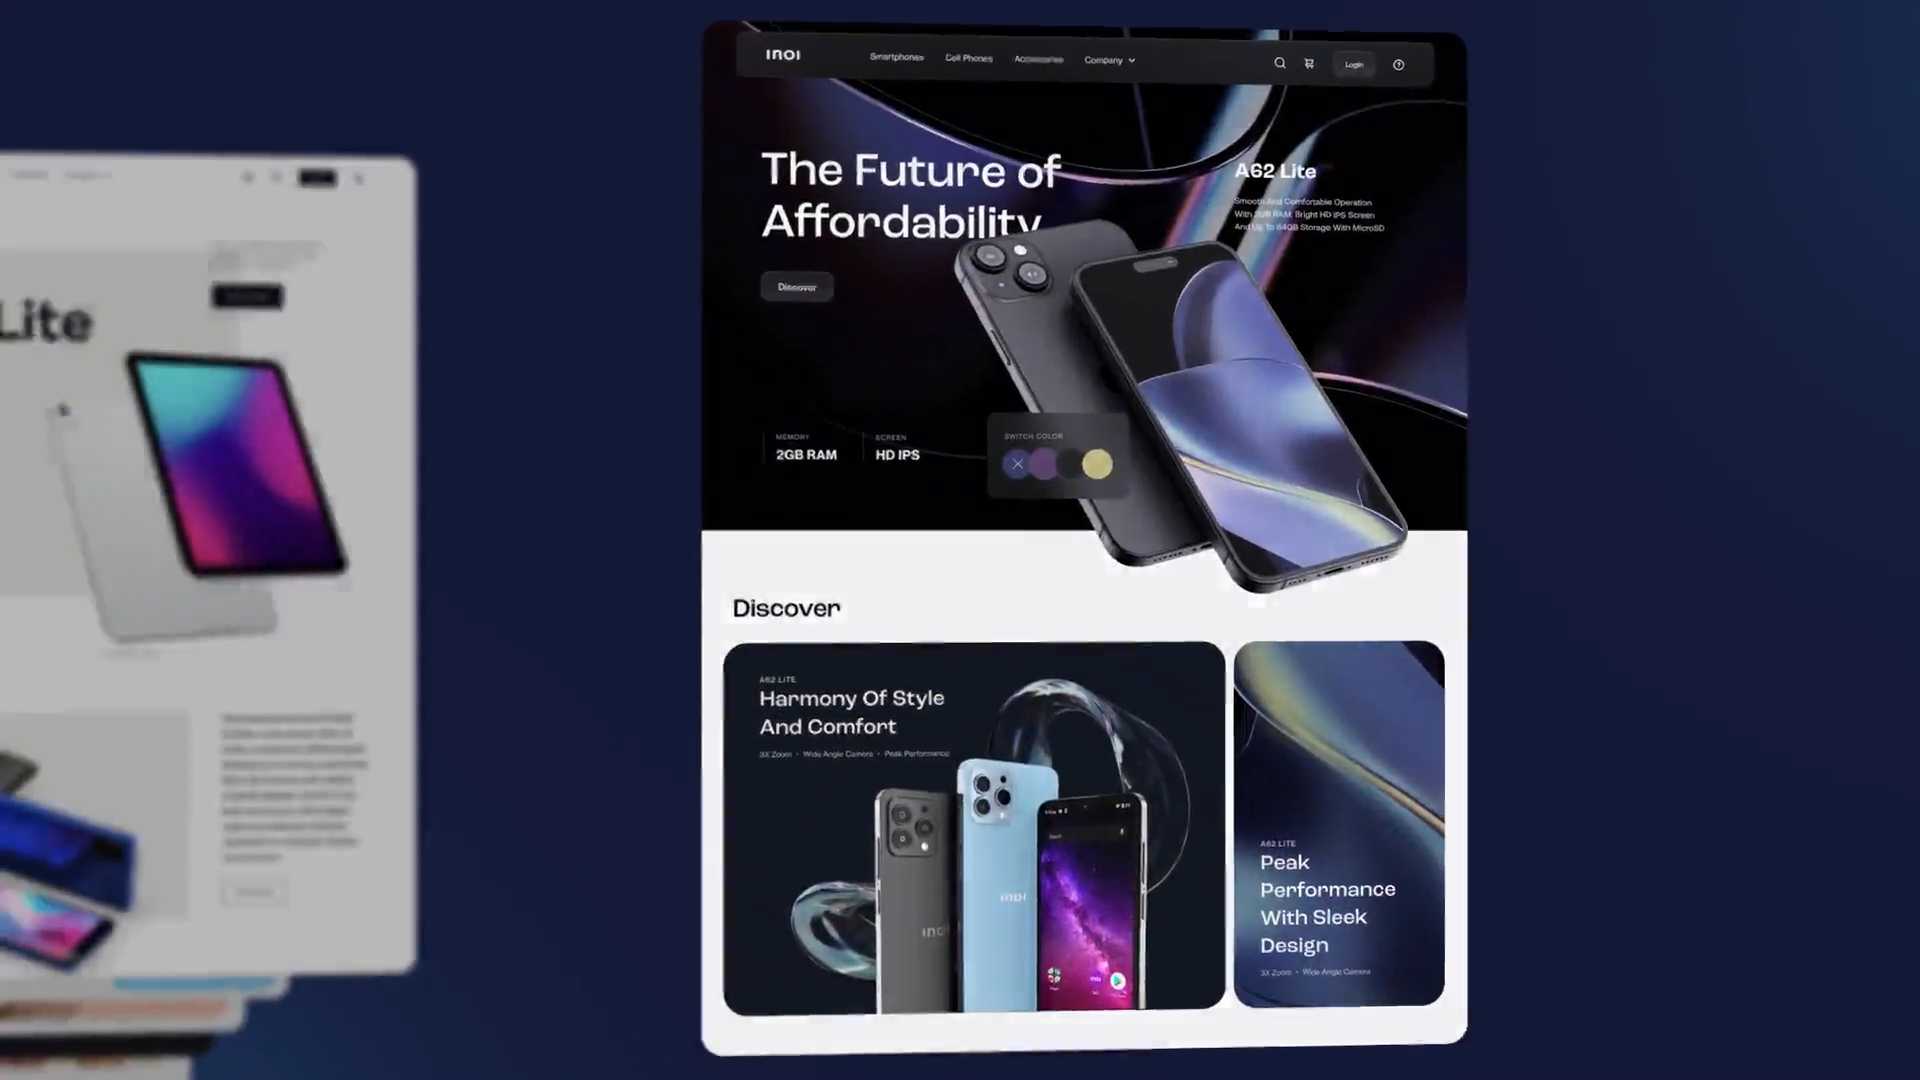 INOI
Smartphones
Cell Phones
Accessories
Company
Login
The Future of
Affordability
Discover
A62 Lite
Smooth And Comfortable Operation
With 2GB RAM, Bright HD IPS Screen
And Up To 64GB Storage With MicroSD
MEMORY
2GB RAM
SCREEN
HD IPS
SWITCH COLOR
Discover
A62 LITE
Harmony Of Style
And Comfort
3X Zoom • Wide Angle Camera • Peak Performance
inoi
inoi
A62 LITE
Peak
Performance
With Sleek
Design
3X Zoom • Wide Angle Camera
Lite